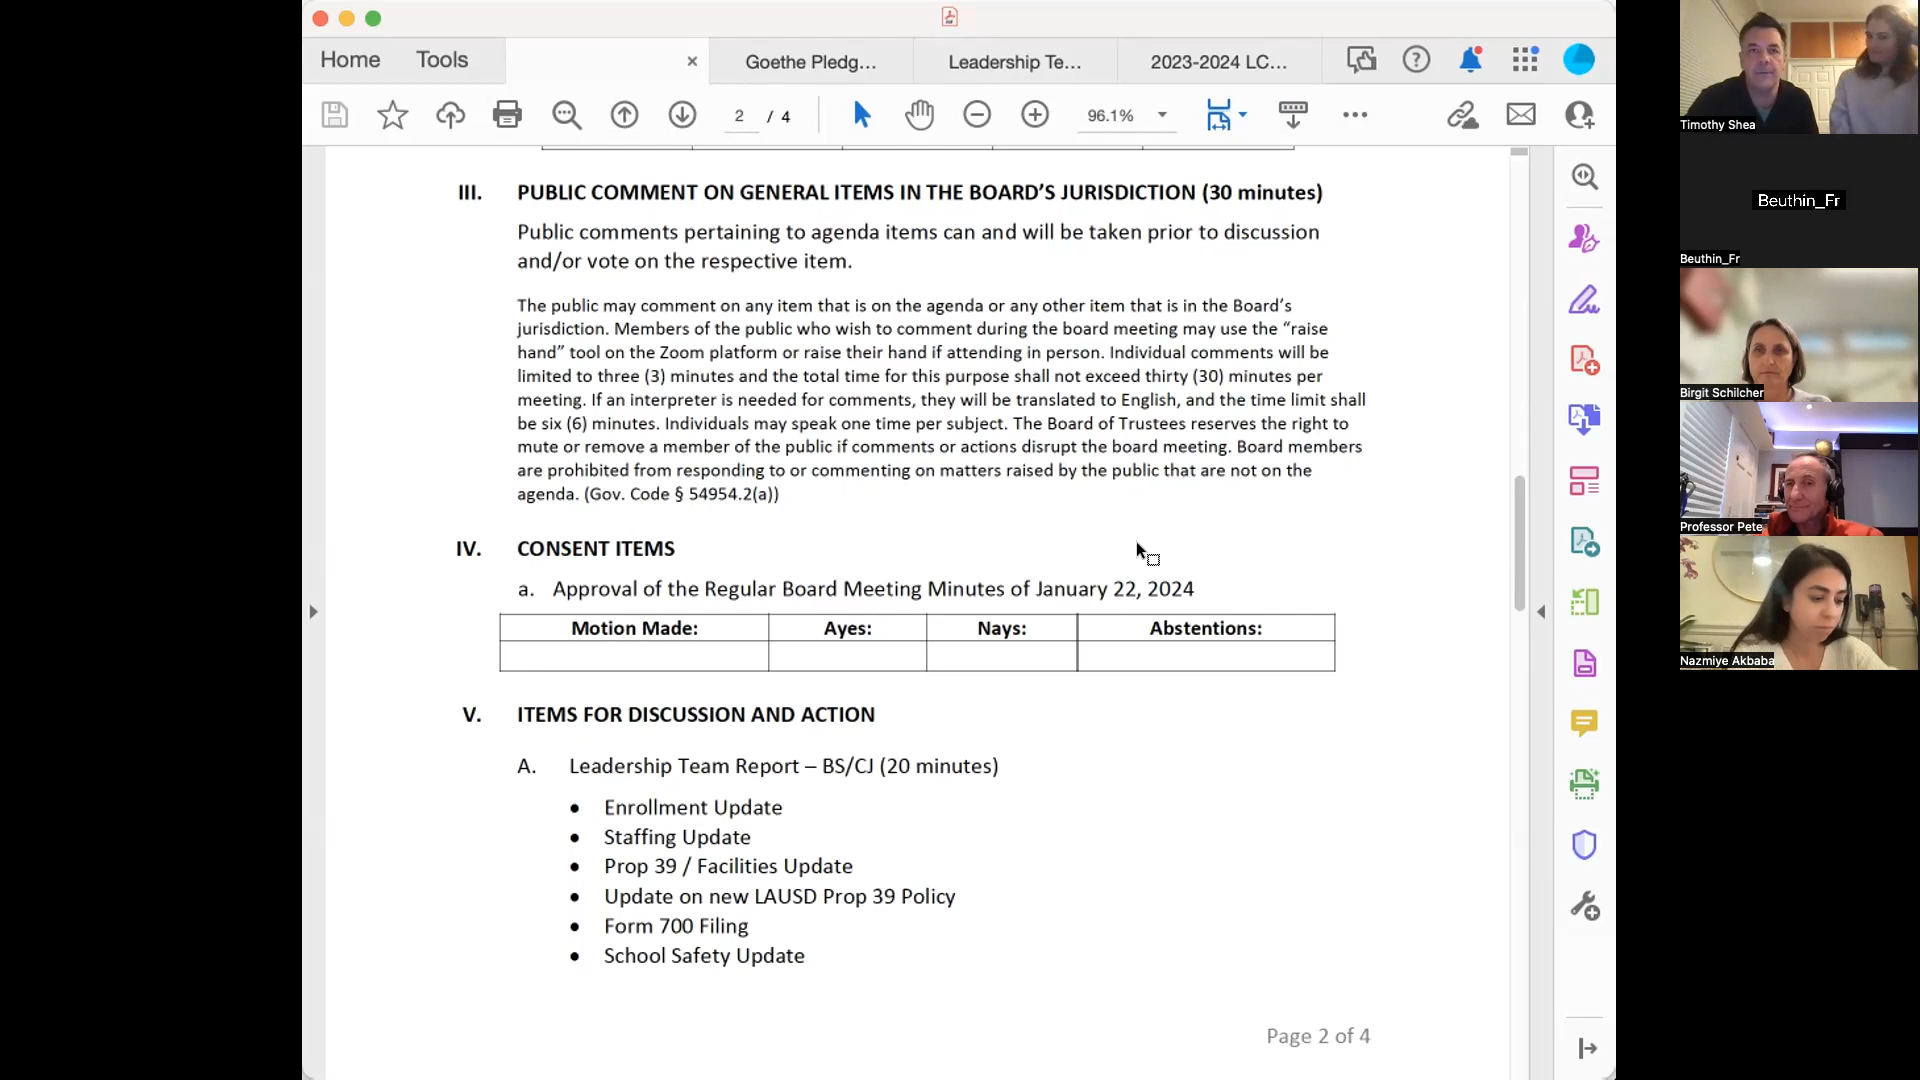 Home Tools
Goethe Pledg...
Leadership Te...
2023-2024 LC...
2 / 4
96.1%
III. PUBLIC COMMENT ON GENERAL ITEMS IN THE BOARD’S JURISDICTION (30 minutes)
Public comments pertaining to agenda items can and will be taken prior to discussion
and/or vote on the respective item.
The public may comment on any item that is on the agenda or any other item that is in the Board’s
jurisdiction. Members of the public who wish to comment during the board meeting may use the “raise
hand” tool on the Zoom platform or raise their hand if attending in person. Individual comments will be
limited to three (3) minutes and the total time for this purpose shall not exceed thirty (30) minutes per
meeting. If an interpreter is needed for comments, they will be translated to English, and the time limit shall
be six (6) minutes. Individuals may speak one time per subject. The Board of Trustees reserves the right to
mute or remove a member of the public if comments or actions disrupt the board meeting. Board members
are prohibited from responding to or commenting on matters raised by the public that are not on the
agenda. (Gov. Code § 54954.2(a))
IV. CONSENT ITEMS
a. Approval of the Regular Board Meeting Minutes of January 22, 2024
Motion Made: Ayes: Nays: Abstentions:
V. ITEMS FOR DISCUSSION AND ACTION
A. Leadership Team Report – BS/CJ (20 minutes)
• Enrollment Update
• Staffing Update
• Prop 39 / Facilities Update
• Update on new LAUSD Prop 39 Policy
• Form 700 Filing
• School Safety Update
Page 2 of 4
Timothy Shea
Beuthin_Fr
Beuthin_Fr
Birgit Schilcher
Professor Pete
Nazmiye Akbaba